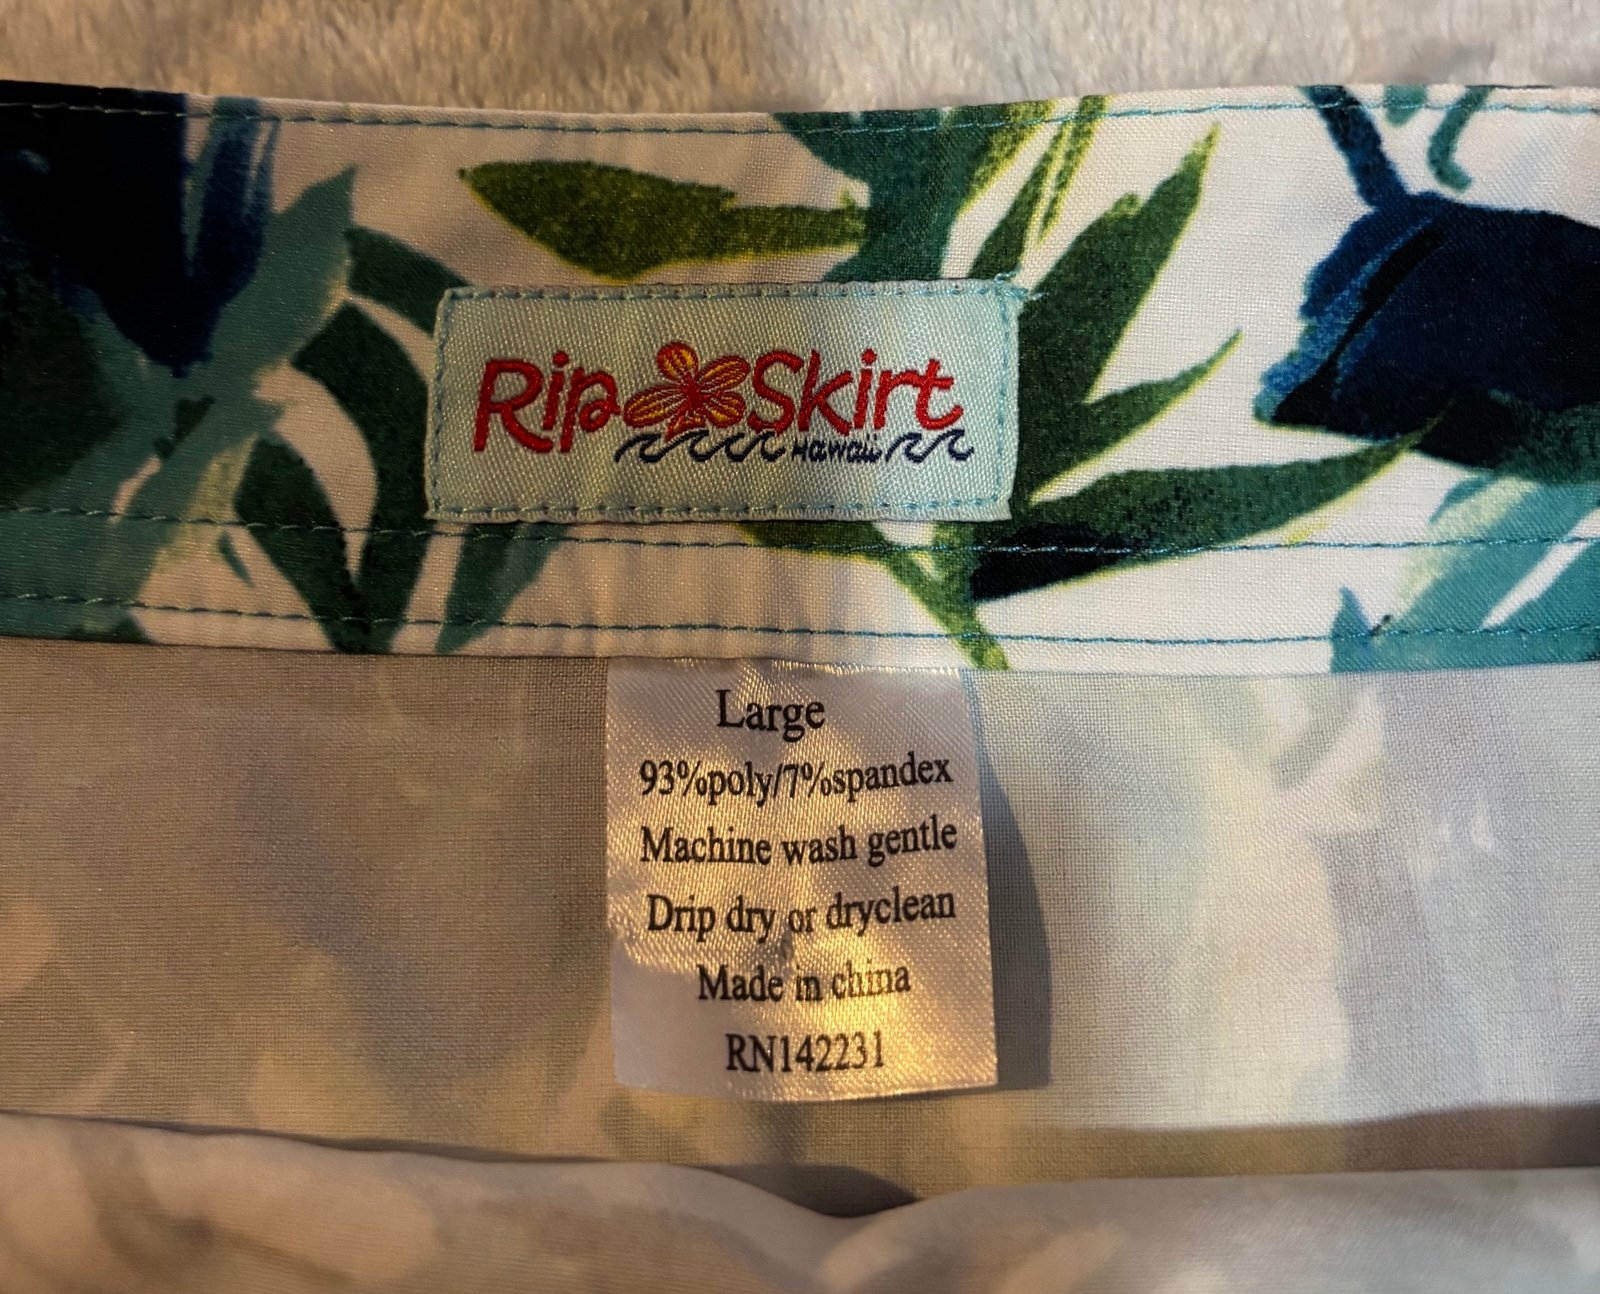 Rip Skirt
Hawaii
Large
93%poly/7%spandex
Machine wash gentle
Drip dry or dryclean
Made in china
RN142231